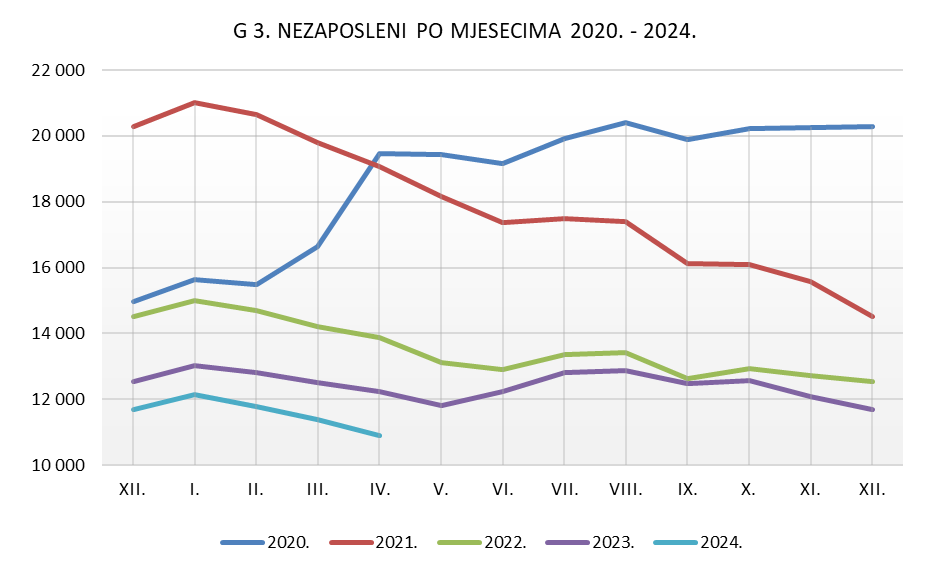 G 3. NEZAPOSLENI PO MJESECIMA 2020. - 2024.
22 000
20 000
18 000
16 000
14 000
12 000
10 000
XII. I. II. III. IV. V. VI. VII. VIII. IX. X. XI. XII.
2020. 2021. 2022. 2023. 2024.